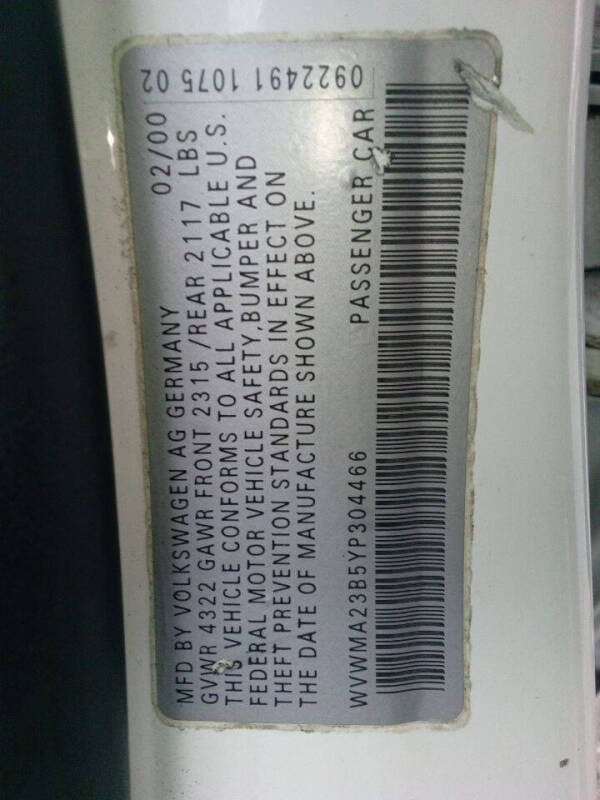 MFD BY VOLKSWAGEN AG GERMANY 02/00
GVWR 4322 GAWR FRONT 2315 /REAR 2117 LBS
THIS VEHICLE CONFORMS TO ALL APPLICABLE U.S.
FEDERAL MOTOR VEHICLE SAFETY,BUMPER AND
THEFT PREVENTION STANDARDS IN EFFECT ON
THE DATE OF MANUFACTURE SHOWN ABOVE.
WVWMA23B5YP304466 PASSENGER CAR
0922491 1075 02